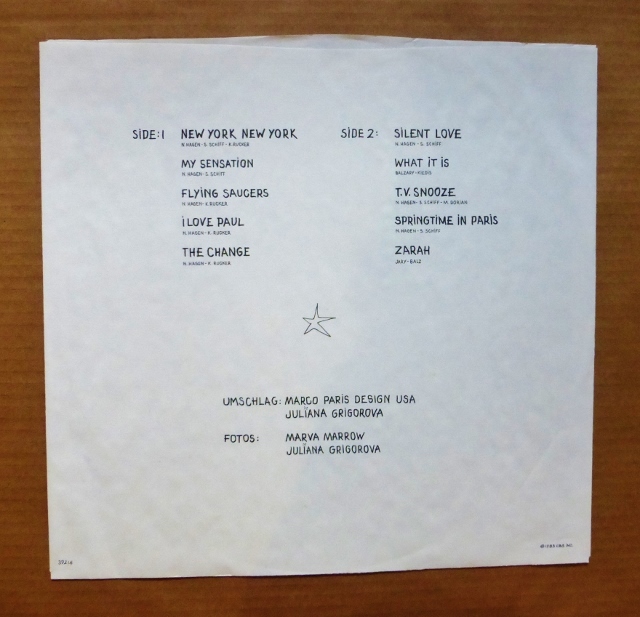 SIDE: 1
NEW YORK NEW YORK
N. HAGEN - S. SCHIFF - K. RUCKER
MY SENSATION
N. HAGEN - S. SCHIFF
FLYING SAUCERS
N. HAGEN - K. RUCKER
I LOVE PAUL
N. HAGEN - K. RUCKER
THE CHANGE
N. HAGEN - K. RUCKER
SIDE 2:
SILENT LOVE
N. HAGEN - S. SCHIFF
WHAT IT IS
BALZARY - KIEDIS
T.V. SNOOZE
N. HAGEN - S. SCHIFF - M. DORIAN
SPRINGTIME IN PARIS
N. HAGEN - S. SCHIFF
ZARAH
JARY - BALZ
UMSCHLAG: MARCO PARIS DESIGN USA
JULIANA GRIGOROVA
FOTOS: MARVA MARROW
JULIANA GRIGOROVA